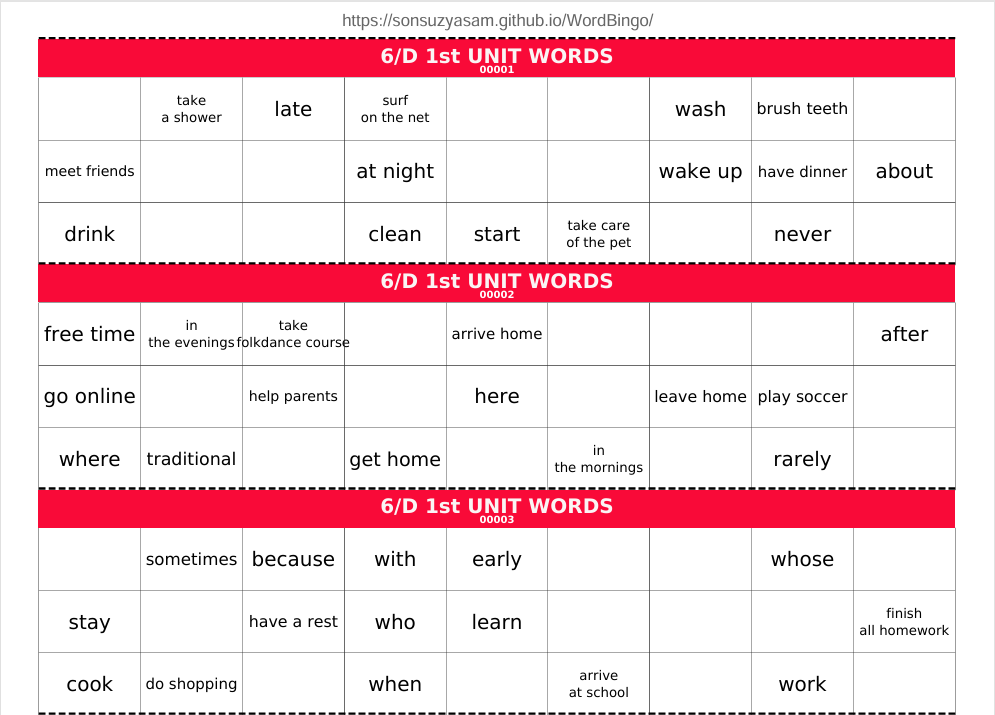 https://sonsuzyasam.github.io/WordBingo/
6/D 1st UNIT WORDS
00001
take
a shower
late
surf
on the net
wash
brush teeth
meet friends
at night
wake up
have dinner
about
drink
clean
start
take care
of the pet
never
6/D 1st UNIT WORDS
00002
free time
in
the evenings
take
folkdance course
arrive home
after
go online
help parents
here
leave home
play soccer
where
traditional
get home
in
the mornings
rarely
6/D 1st UNIT WORDS
00003
sometimes
because
with
early
whose
stay
have a rest
who
learn
finish
all homework
cook
do shopping
when
arrive
at school
work